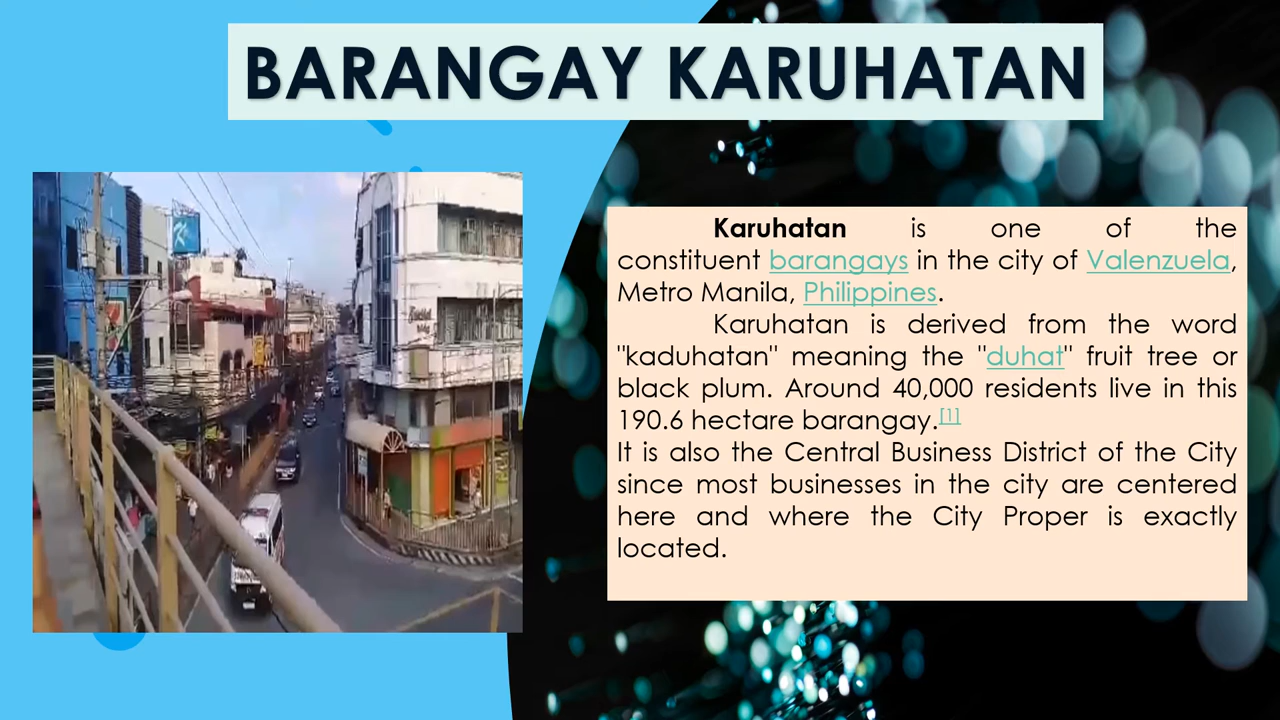 BARANGAY KARUHATAN
Karuhatan is one of the
constituent barangays in the city of Valenzuela,
Metro Manila, Philippines.
Karuhatan is derived from the word
"kaduhatan" meaning the "duhat" fruit tree or
black plum. Around 40,000 residents live in this
190.6 hectare barangay.[1]
It is also the Central Business District of the City
since most businesses in the city are centered
here and where the City Proper is exactly
located.